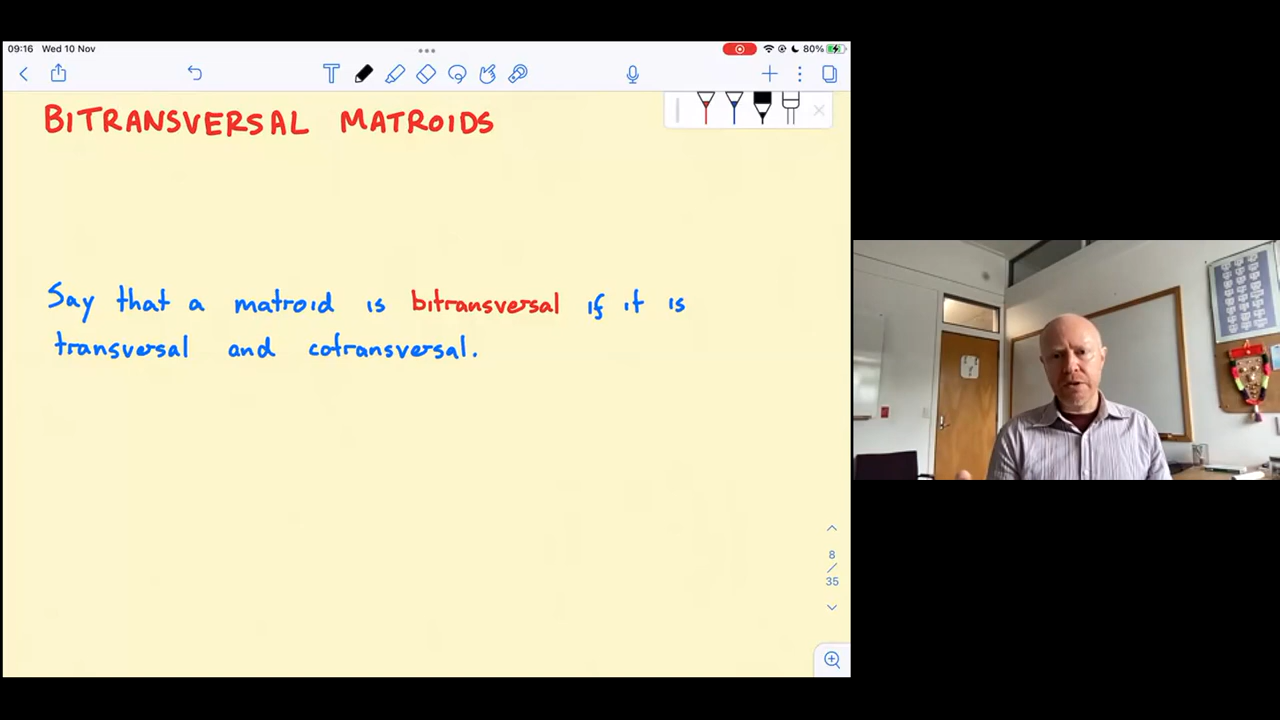 09:16 Wed 10 Nov
80%
BITRANSVERSAL MATROIDS
Say that a matroid is bitransversal if it is
transversal and cotransversal.
8
/
35